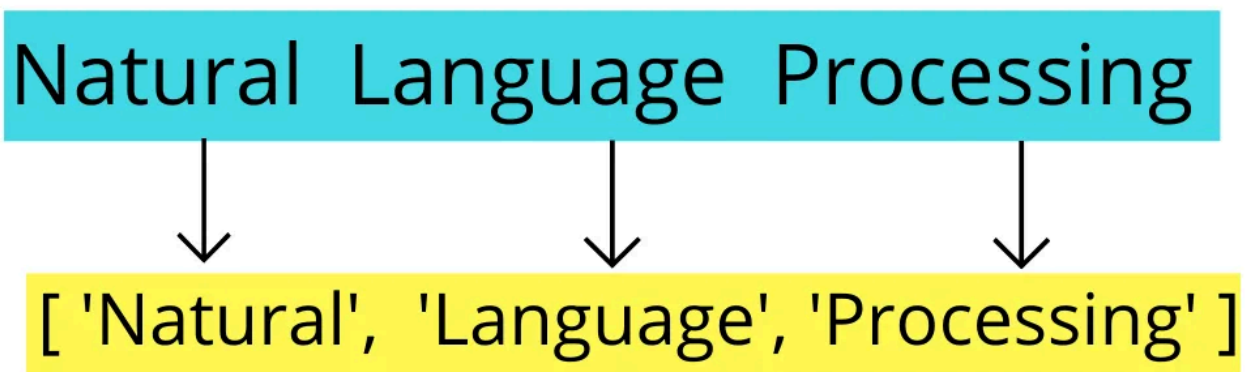 Natural Language Processing
[ 'Natural', 'Language', 'Processing' ]